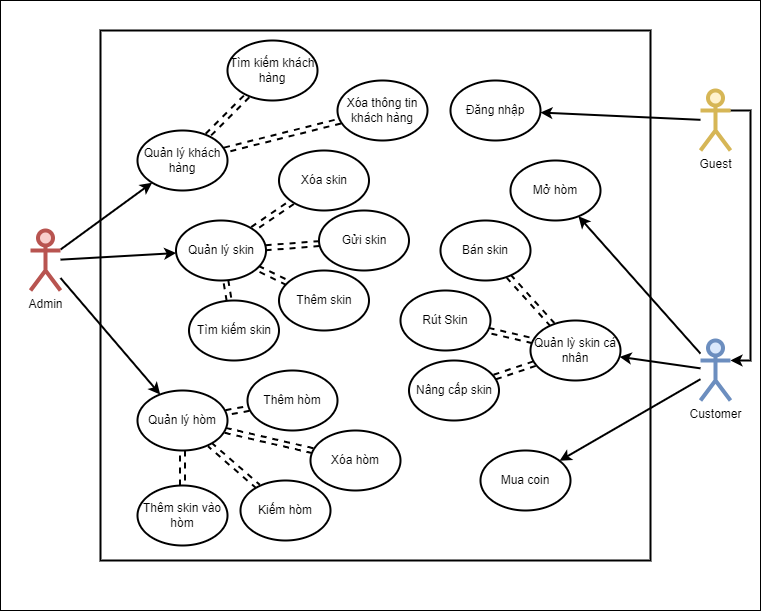 Tìm kiếm khách
hàng
Xóa thông tin
khách hàng
Đăng nhập
Quản lý khách
hàng
Guest
Xóa skin
Mở hòm
Quản lý skin
Gửi skin
Bán skin
Admin
Thêm skin
Tìm kiếm skin
Rút Skin
Quản lỳ skin cá
nhân
Nâng cấp skin
Customer
Thêm hòm
Quản lý hòm
Xóa hòm
Mua coin
Thêm skin vào
hòm
Kiếm hòm